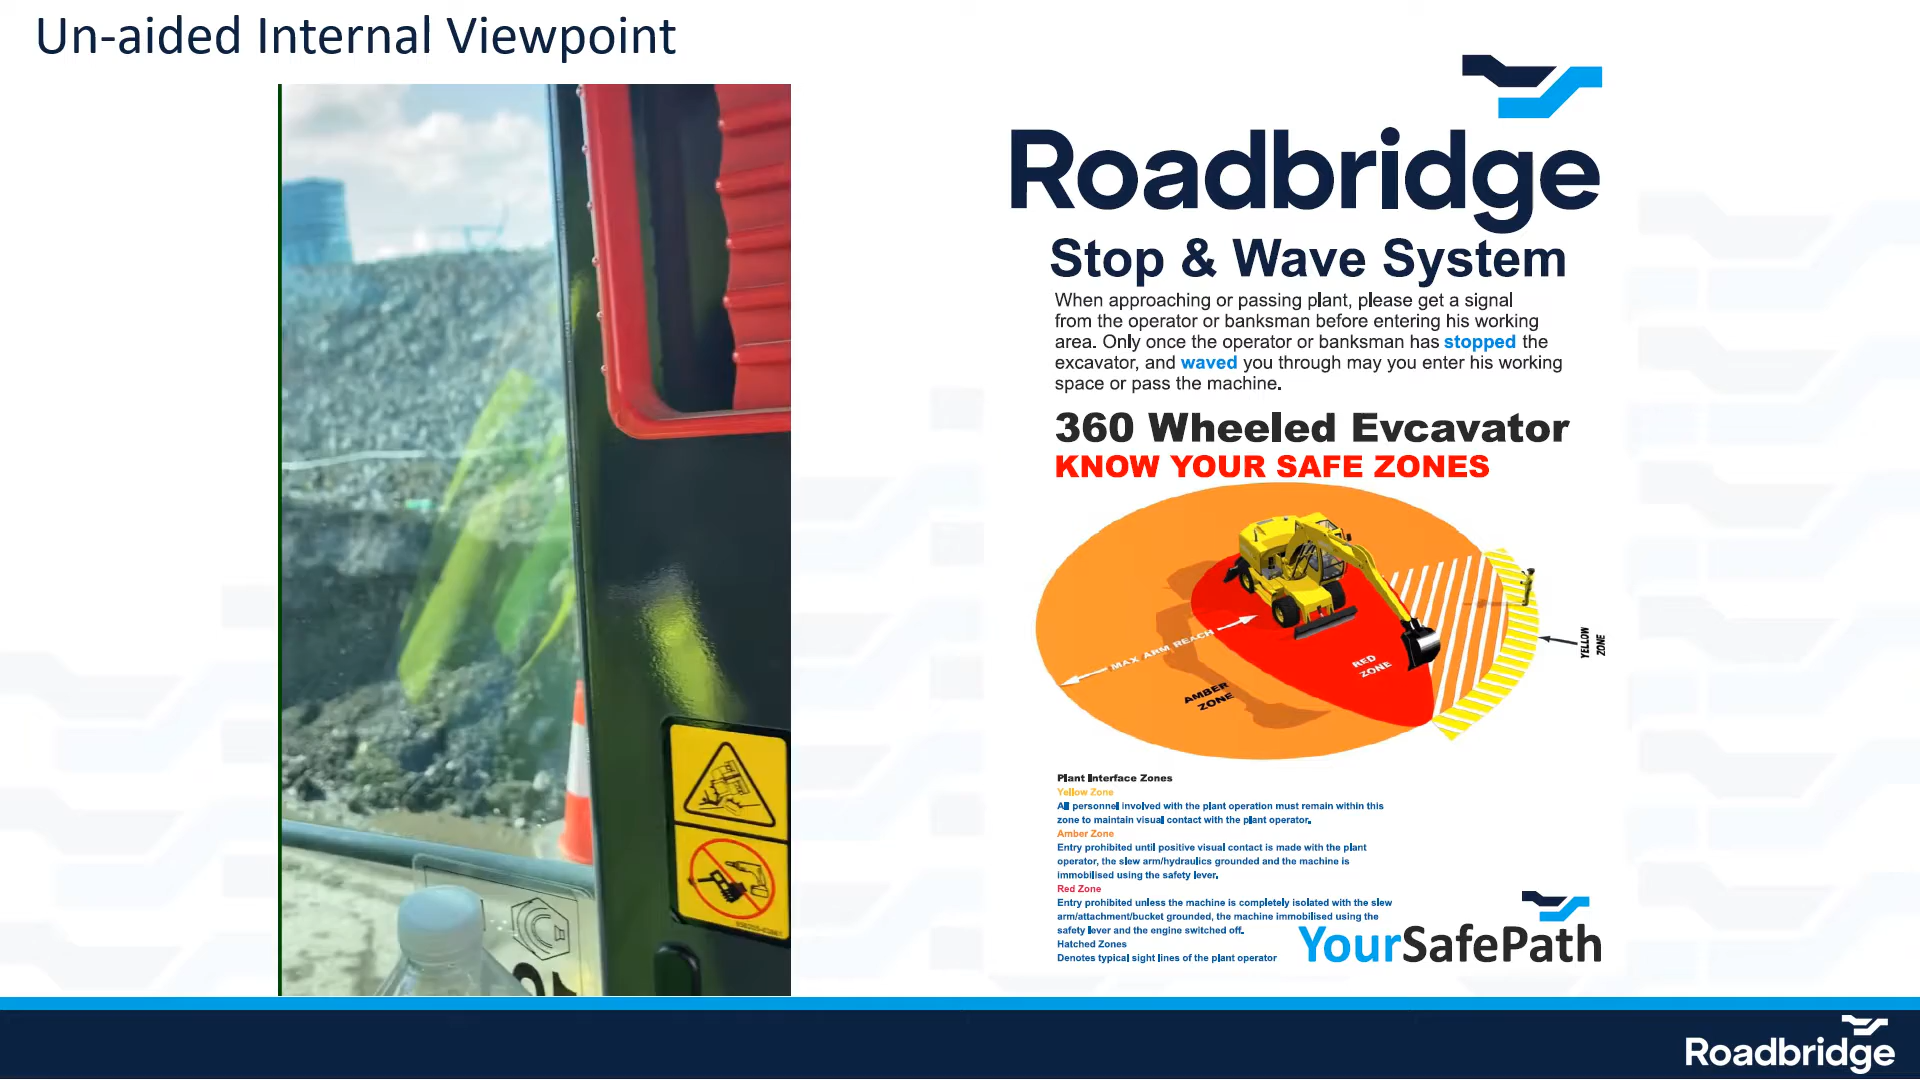 Un-aided Internal Viewpoint
Roadbridge
Stop & Wave System
When approaching or passing plant, please get a signal
from the operator or banksman before entering his working
area. Only once the operator or banksman has stopped the
excavator, and waved you through may you enter his working
space or pass the machine.
360 Wheeled Evcavator
KNOW YOUR SAFE ZONES
MAX ARM REACH
RED
ZONE
AMBER
ZONE
YELLOW
ZONE
Plant Interface Zones
Yellow Zone
All personnel involved with the plant operation must remain within this
zone to maintain visual contact with the plant operator.
Amber Zone
Entry prohibited until positive visual contact is made with the plant
operator, the slew arm/hydraulics grounded and the machine is
immobilised using the safety lever.
Red Zone
Entry prohibited unless the machine is completely isolated with the slew
arm/attachment/bucket grounded, the machine immobilised using the
safety lever and the engine switched off.
Hatched Zones
Denotes typical sight lines of the plant operator
YourSafePath
Roadbridge